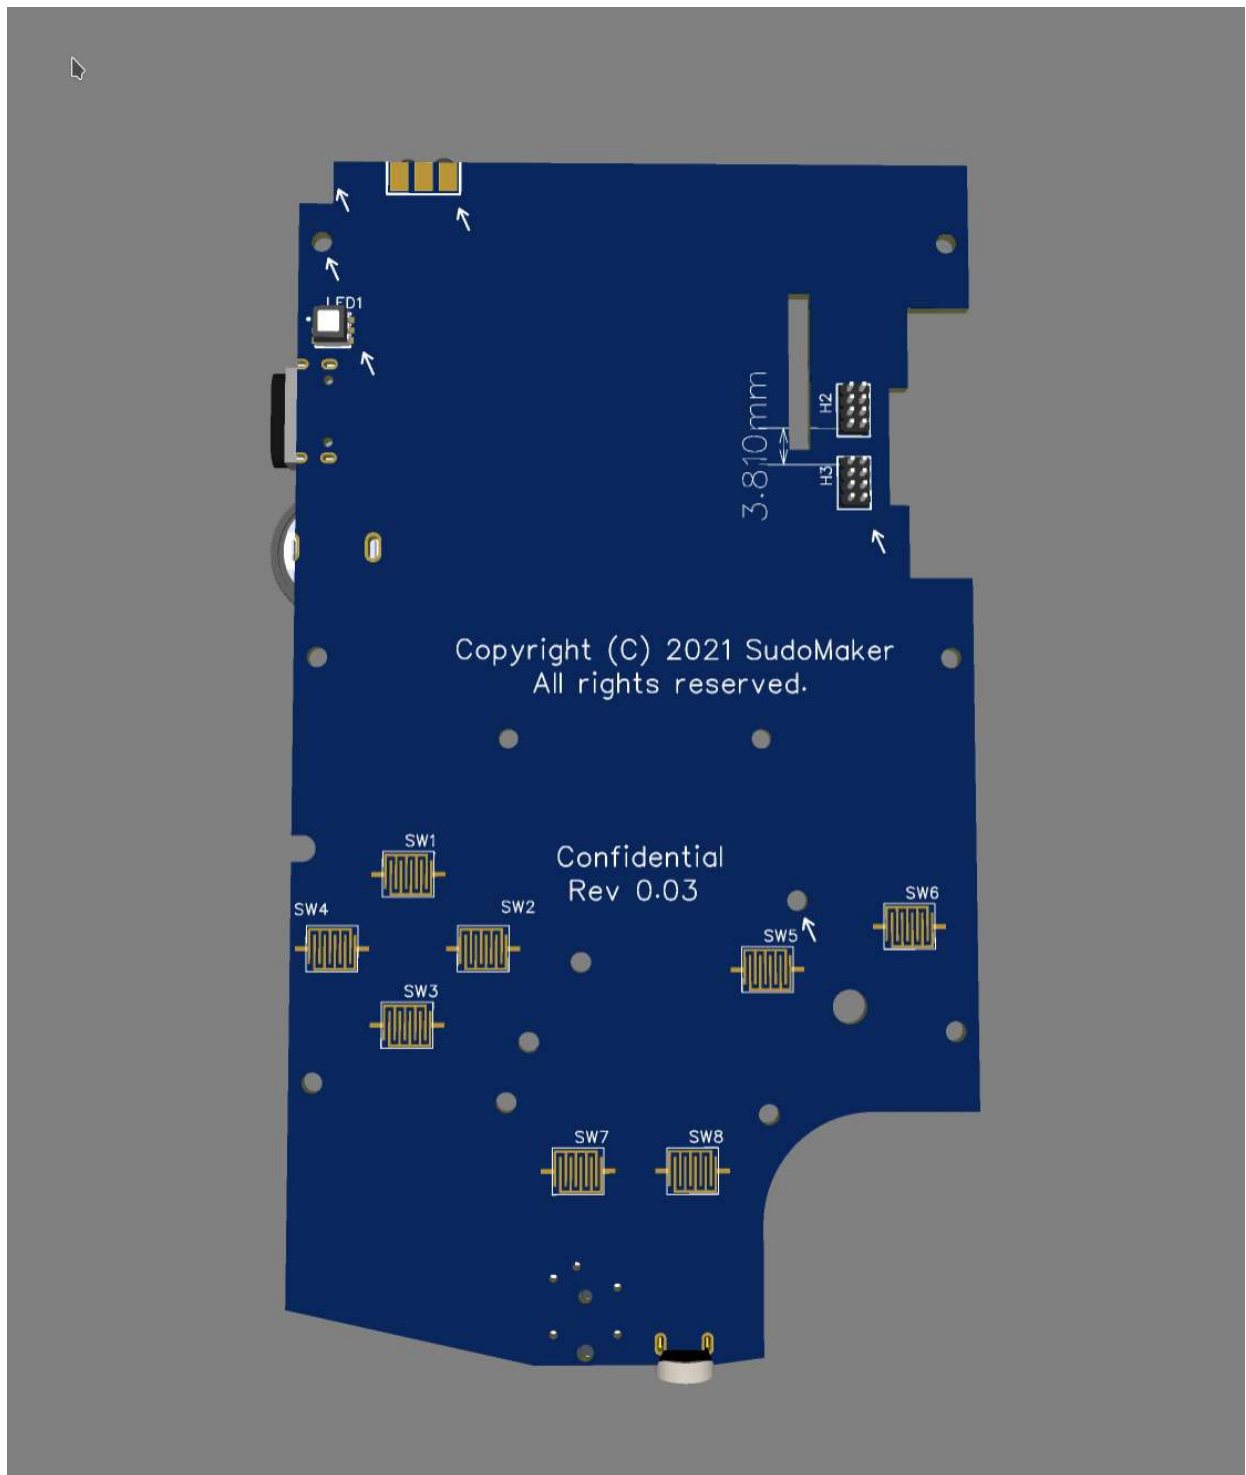 LED1
H2
3.810mm
H3
Copyright (C) 2021 SudoMaker
All rights reserved.
SW1
Confidential
Rev 0.03
SW6
SW4
SW2
SW5
SW3
SW7
SW8